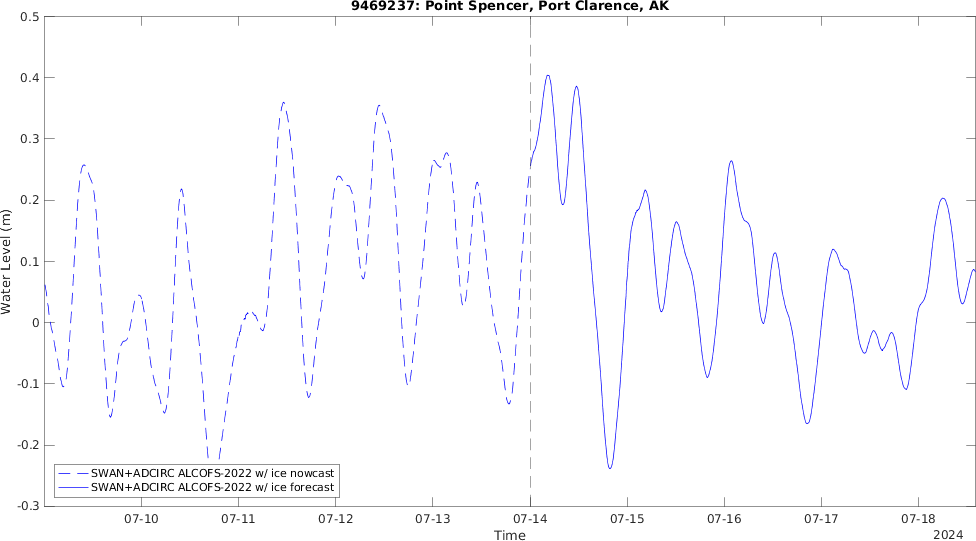 9469237: Point Spencer, Port Clarence, AK
0.5
0.4
0.3
0.2
0.1
0
-0.1
-0.2
-0.3
Water Level (m)
SWAN+ADCIRC ALCOFS-2022 w/ ice nowcast
SWAN+ADCIRC ALCOFS-2022 w/ ice forecast
07-10 07-11 07-12 07-13 07-14 07-15 07-16 07-17 07-18
Time
2024